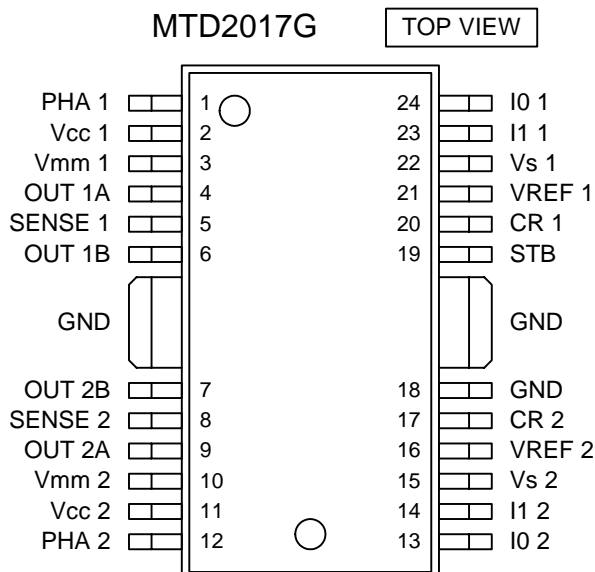 MTD2017G TOP VIEW
PHA 1 1 24 I0 1
Vcc 1 2 23 I1 1
Vmm 1 3 22 Vs 1
OUT 1A 4 21 VREF 1
SENSE 1 5 20 CR 1
OUT 1B 6 19 STB
GND GND
OUT 2B 7 18 GND
SENSE 2 8 17 CR 2
OUT 2A 9 16 VREF 2
Vmm 2 10 15 Vs 2
Vcc 2 11 14 I1 2
PHA 2 12 13 I0 2